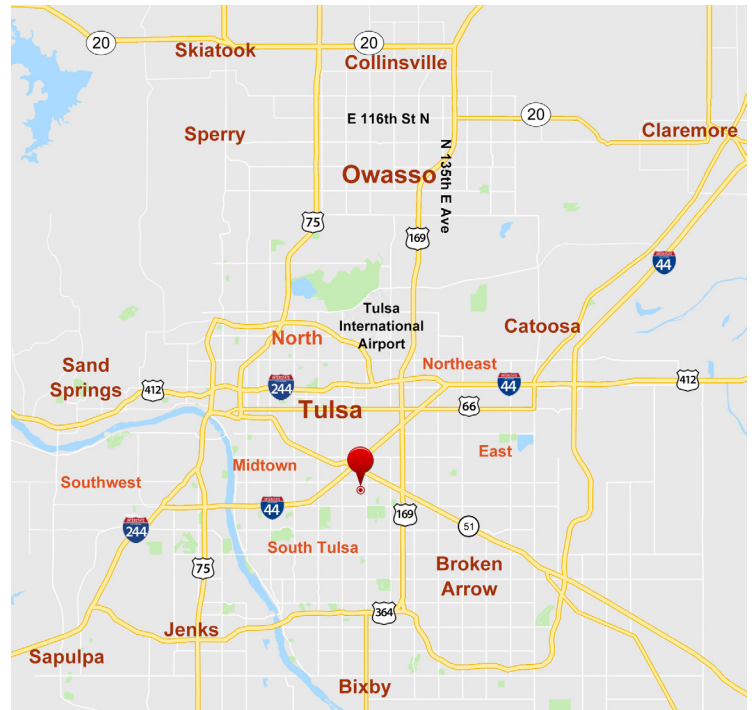 20
20
Skiatook
Collinsville
E 116th St N
20
Sperry
Claremore
N 135th E Ave
Owasso
75
169
44
Tulsa
International
Airport
Catoosa
North
Northeast
Sand
Springs
412
244
44
412
Tulsa
66
East
Midtown
Southwest
44
169
51
244
South Tulsa
75
Broken
Arrow
364
Jenks
Sapulpa
Bixby